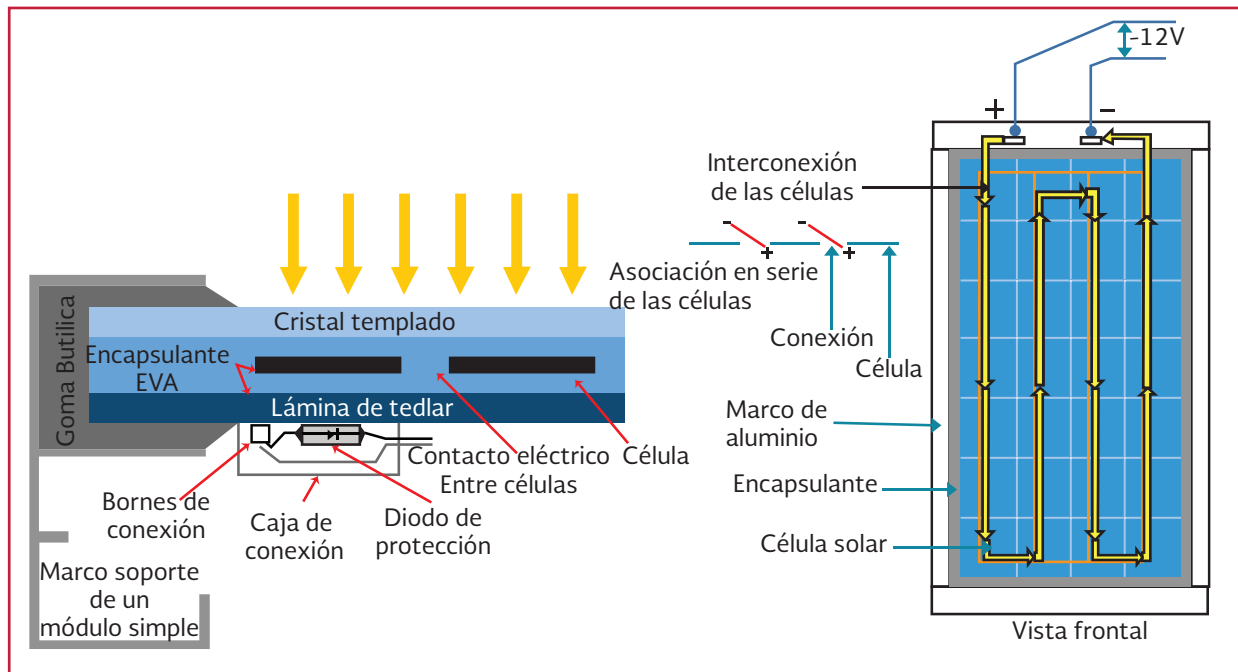 Goma Butilica
Cristal templado
Encapsulante
EVA
Lámina de tedlar
Contacto eléctrico
Entre células
Célula
Bornes de
conexión
Caja de
conexión
Diodo de
protección
Marco soporte
de un
módulo simple
-12V
+
-
Interconexión
de las células
- -
+ +
Asociación en serie
de las células
Conexión
Célula
Marco de
aluminio
Encapsulante
Célula solar
Vista frontal